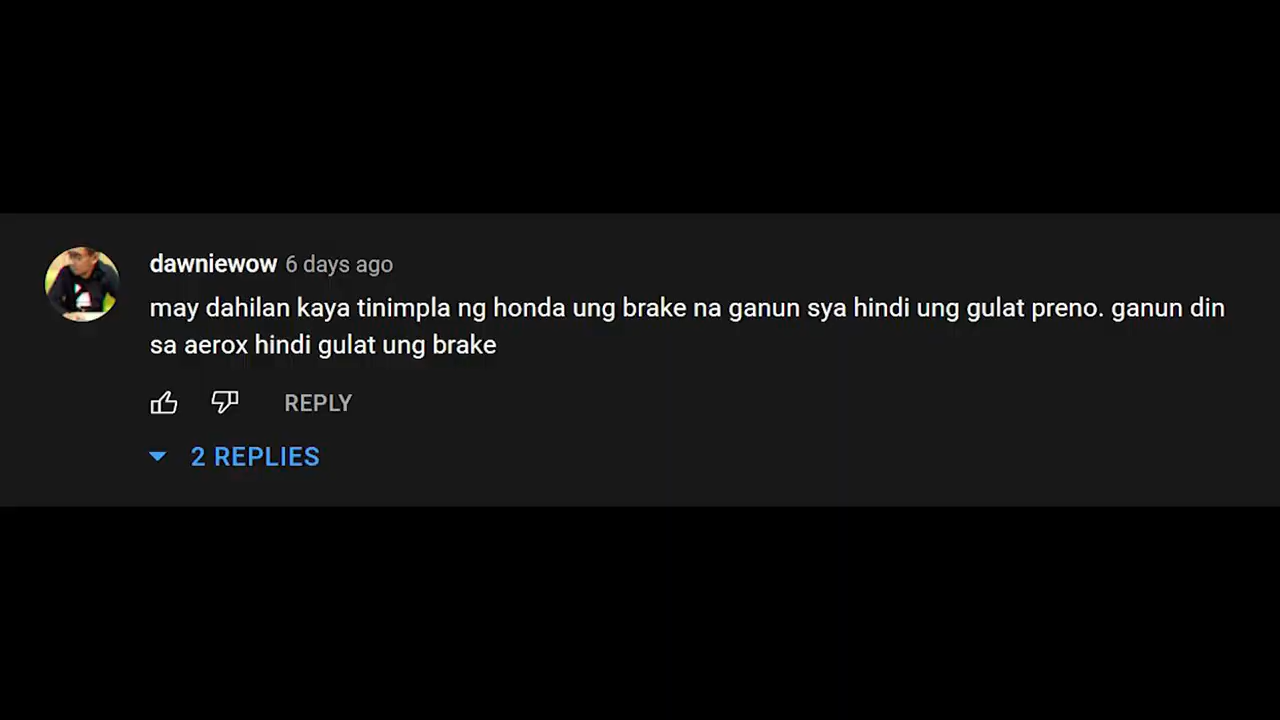 dawniewow 6 days ago
may dahilan kaya tinimpla ng honda ung brake na ganun sya hindi ung gulat preno. ganun din
sa aerox hindi gulat ung brake
REPLY
2 REPLIES